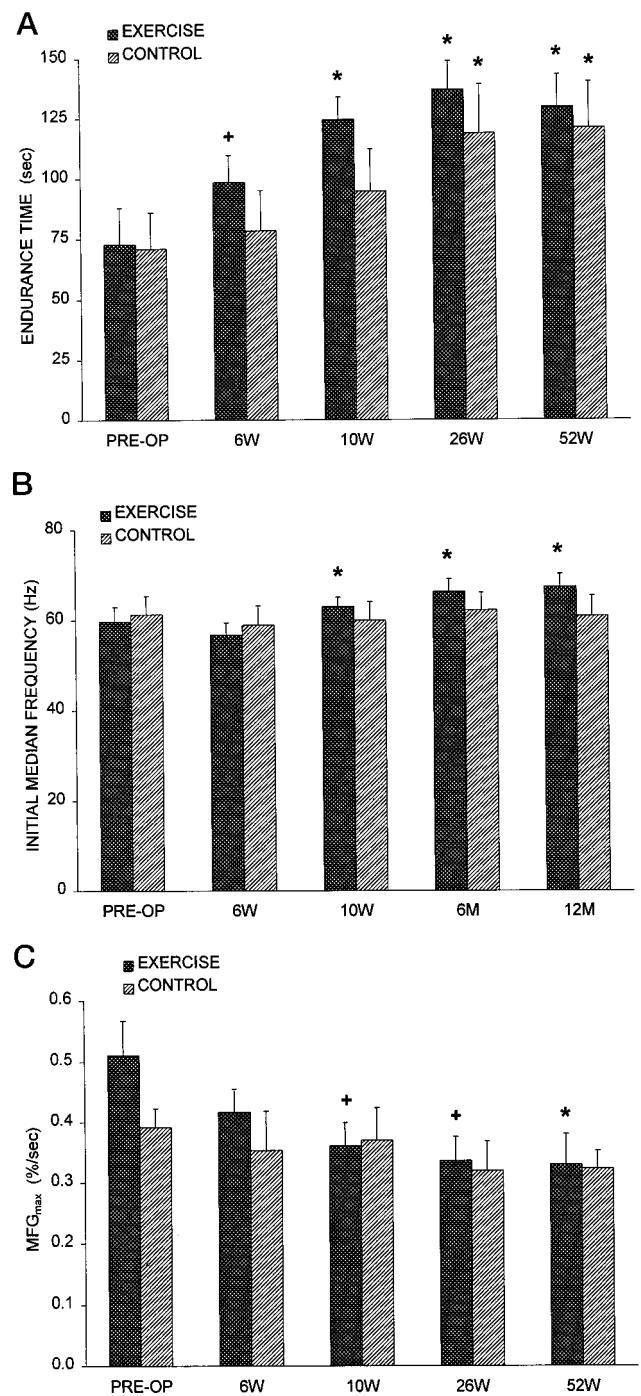 A
EXERCISE
CONTROL
150
125
100
75
50
25
0
ENDURANCE TIME (sec)
+
*
*
*
*
*
PRE-OP 6W 10W 26W 52W
B
EXERCISE
CONTROL
80
60
40
20
0
INITIAL MEDIAN FREQUENCY (Hz)
*
*
*
PRE-OP 6W 10W 6M 12M
C
EXERCISE
CONTROL
0.6
0.5
0.4
0.3
0.2
0.1
0.0
MFGmax (%/sec)
+
+
*
PRE-OP 6W 10W 26W 52W